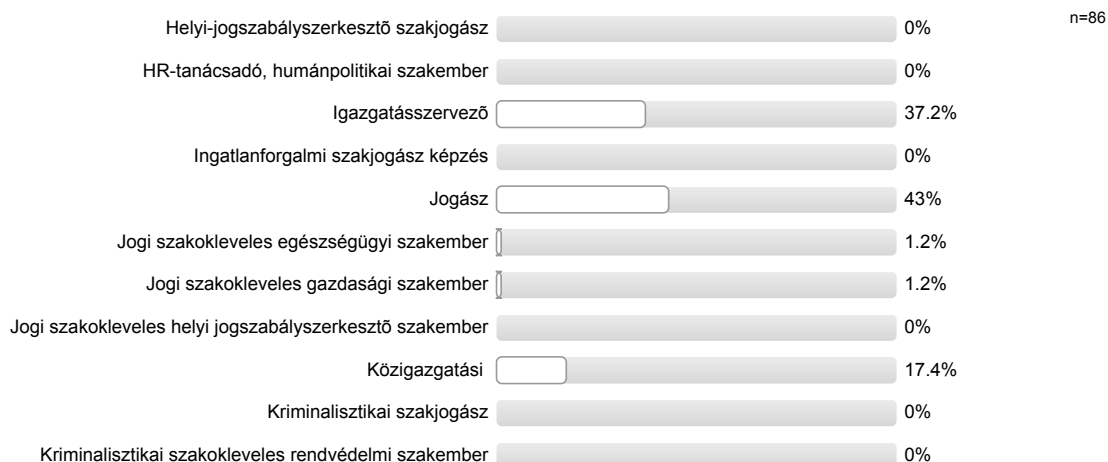 n=86
Helyi-jogszabályszerkesztõ szakjogász 0%
HR-tanácsadó, humánpolitikai szakember 0%
Igazgatásszervezõ 37.2%
Ingatlanforgalmi szakjogász képzés 0%
Jogász 43%
Jogi szakokleveles egészségügyi szakember 1.2%
Jogi szakokleveles gazdasági szakember 1.2%
Jogi szakokleveles helyi jogszabályszerkesztõ szakember 0%
Közigazgatási 17.4%
Kriminalisztikai szakjogász 0%
Kriminalisztikai szakokleveles rendvédelmi szakember 0%